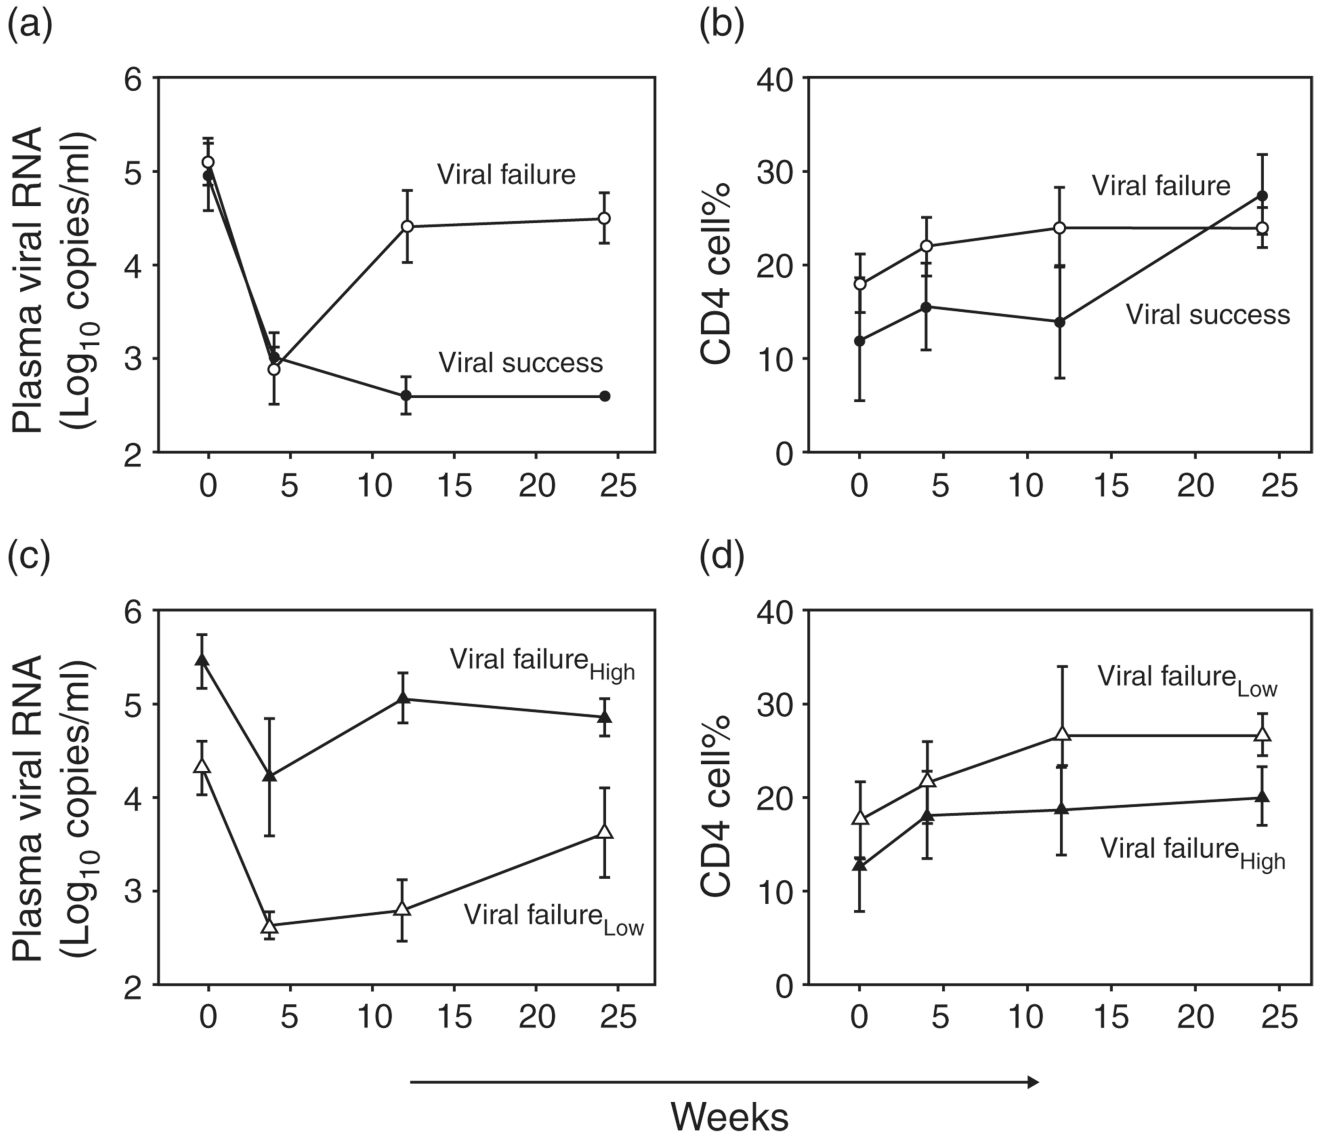 (a)
Plasma viral RNA
(Log10 copies/ml)
6
5
4
3
2
Viral failure
Viral success
0 5 10 15 20 25
(b)
CD4 cell%
40
30
20
10
0
Viral failure
Viral success
0 5 10 15 20 25
(c)
Plasma viral RNA
(Log10 copies/ml)
6
5
4
3
2
Viral failureHigh
Viral failureLow
0 5 10 15 20 25
(d)
CD4 cell%
40
30
20
10
0
Viral failureLow
Viral failureHigh
0 5 10 15 20 25
Weeks